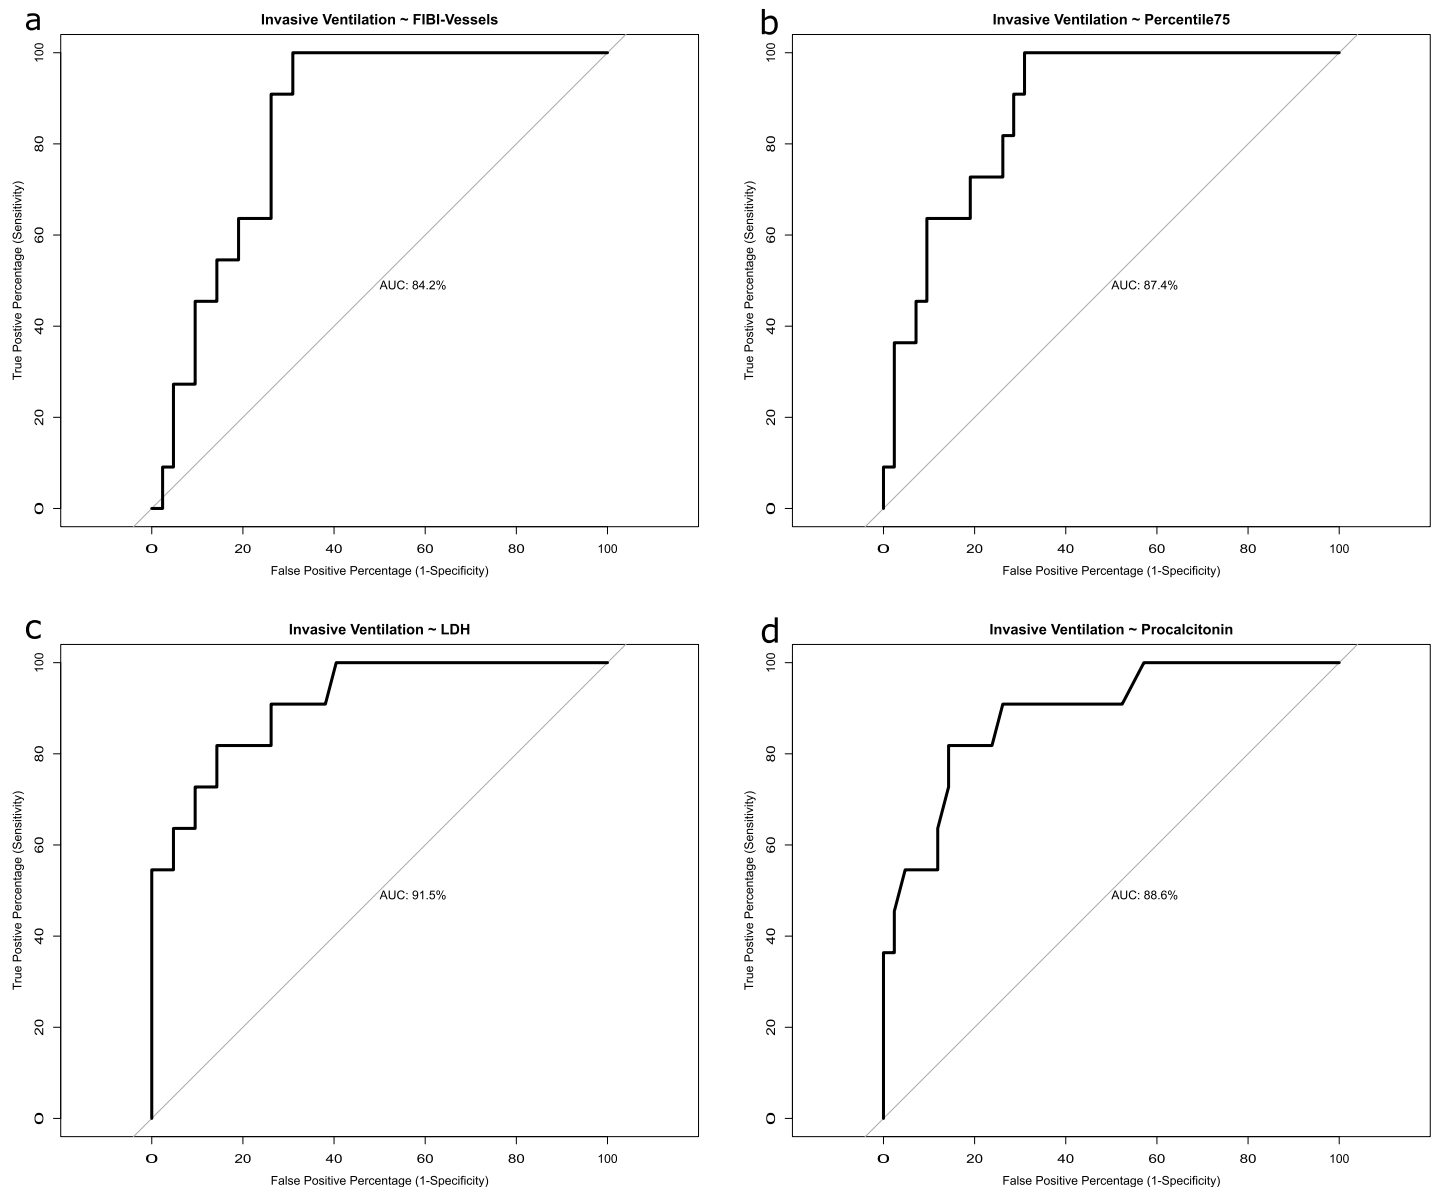 a
Invasive Ventilation ~ FIBI-Vessels
True Postive Percentage (Sensitivity)
100
80
60
40
20
0
AUC: 84.2%
0 20 40 60 80 100
False Positive Percentage (1-Specificity)
b
Invasive Ventilation ~ Percentile75
True Postive Percentage (Sensitivity)
100
80
60
40
20
0
AUC: 87.4%
0 20 40 60 80 100
False Positive Percentage (1-Specificity)
c
Invasive Ventilation ~ LDH
True Postive Percentage (Sensitivity)
100
80
60
40
20
0
AUC: 91.5%
0 20 40 60 80 100
False Positive Percentage (1-Specificity)
d
Invasive Ventilation ~ Procalcitonin
True Postive Percentage (Sensitivity)
100
80
60
40
20
0
AUC: 88.6%
0 20 40 60 80 100
False Positive Percentage (1-Specificity)